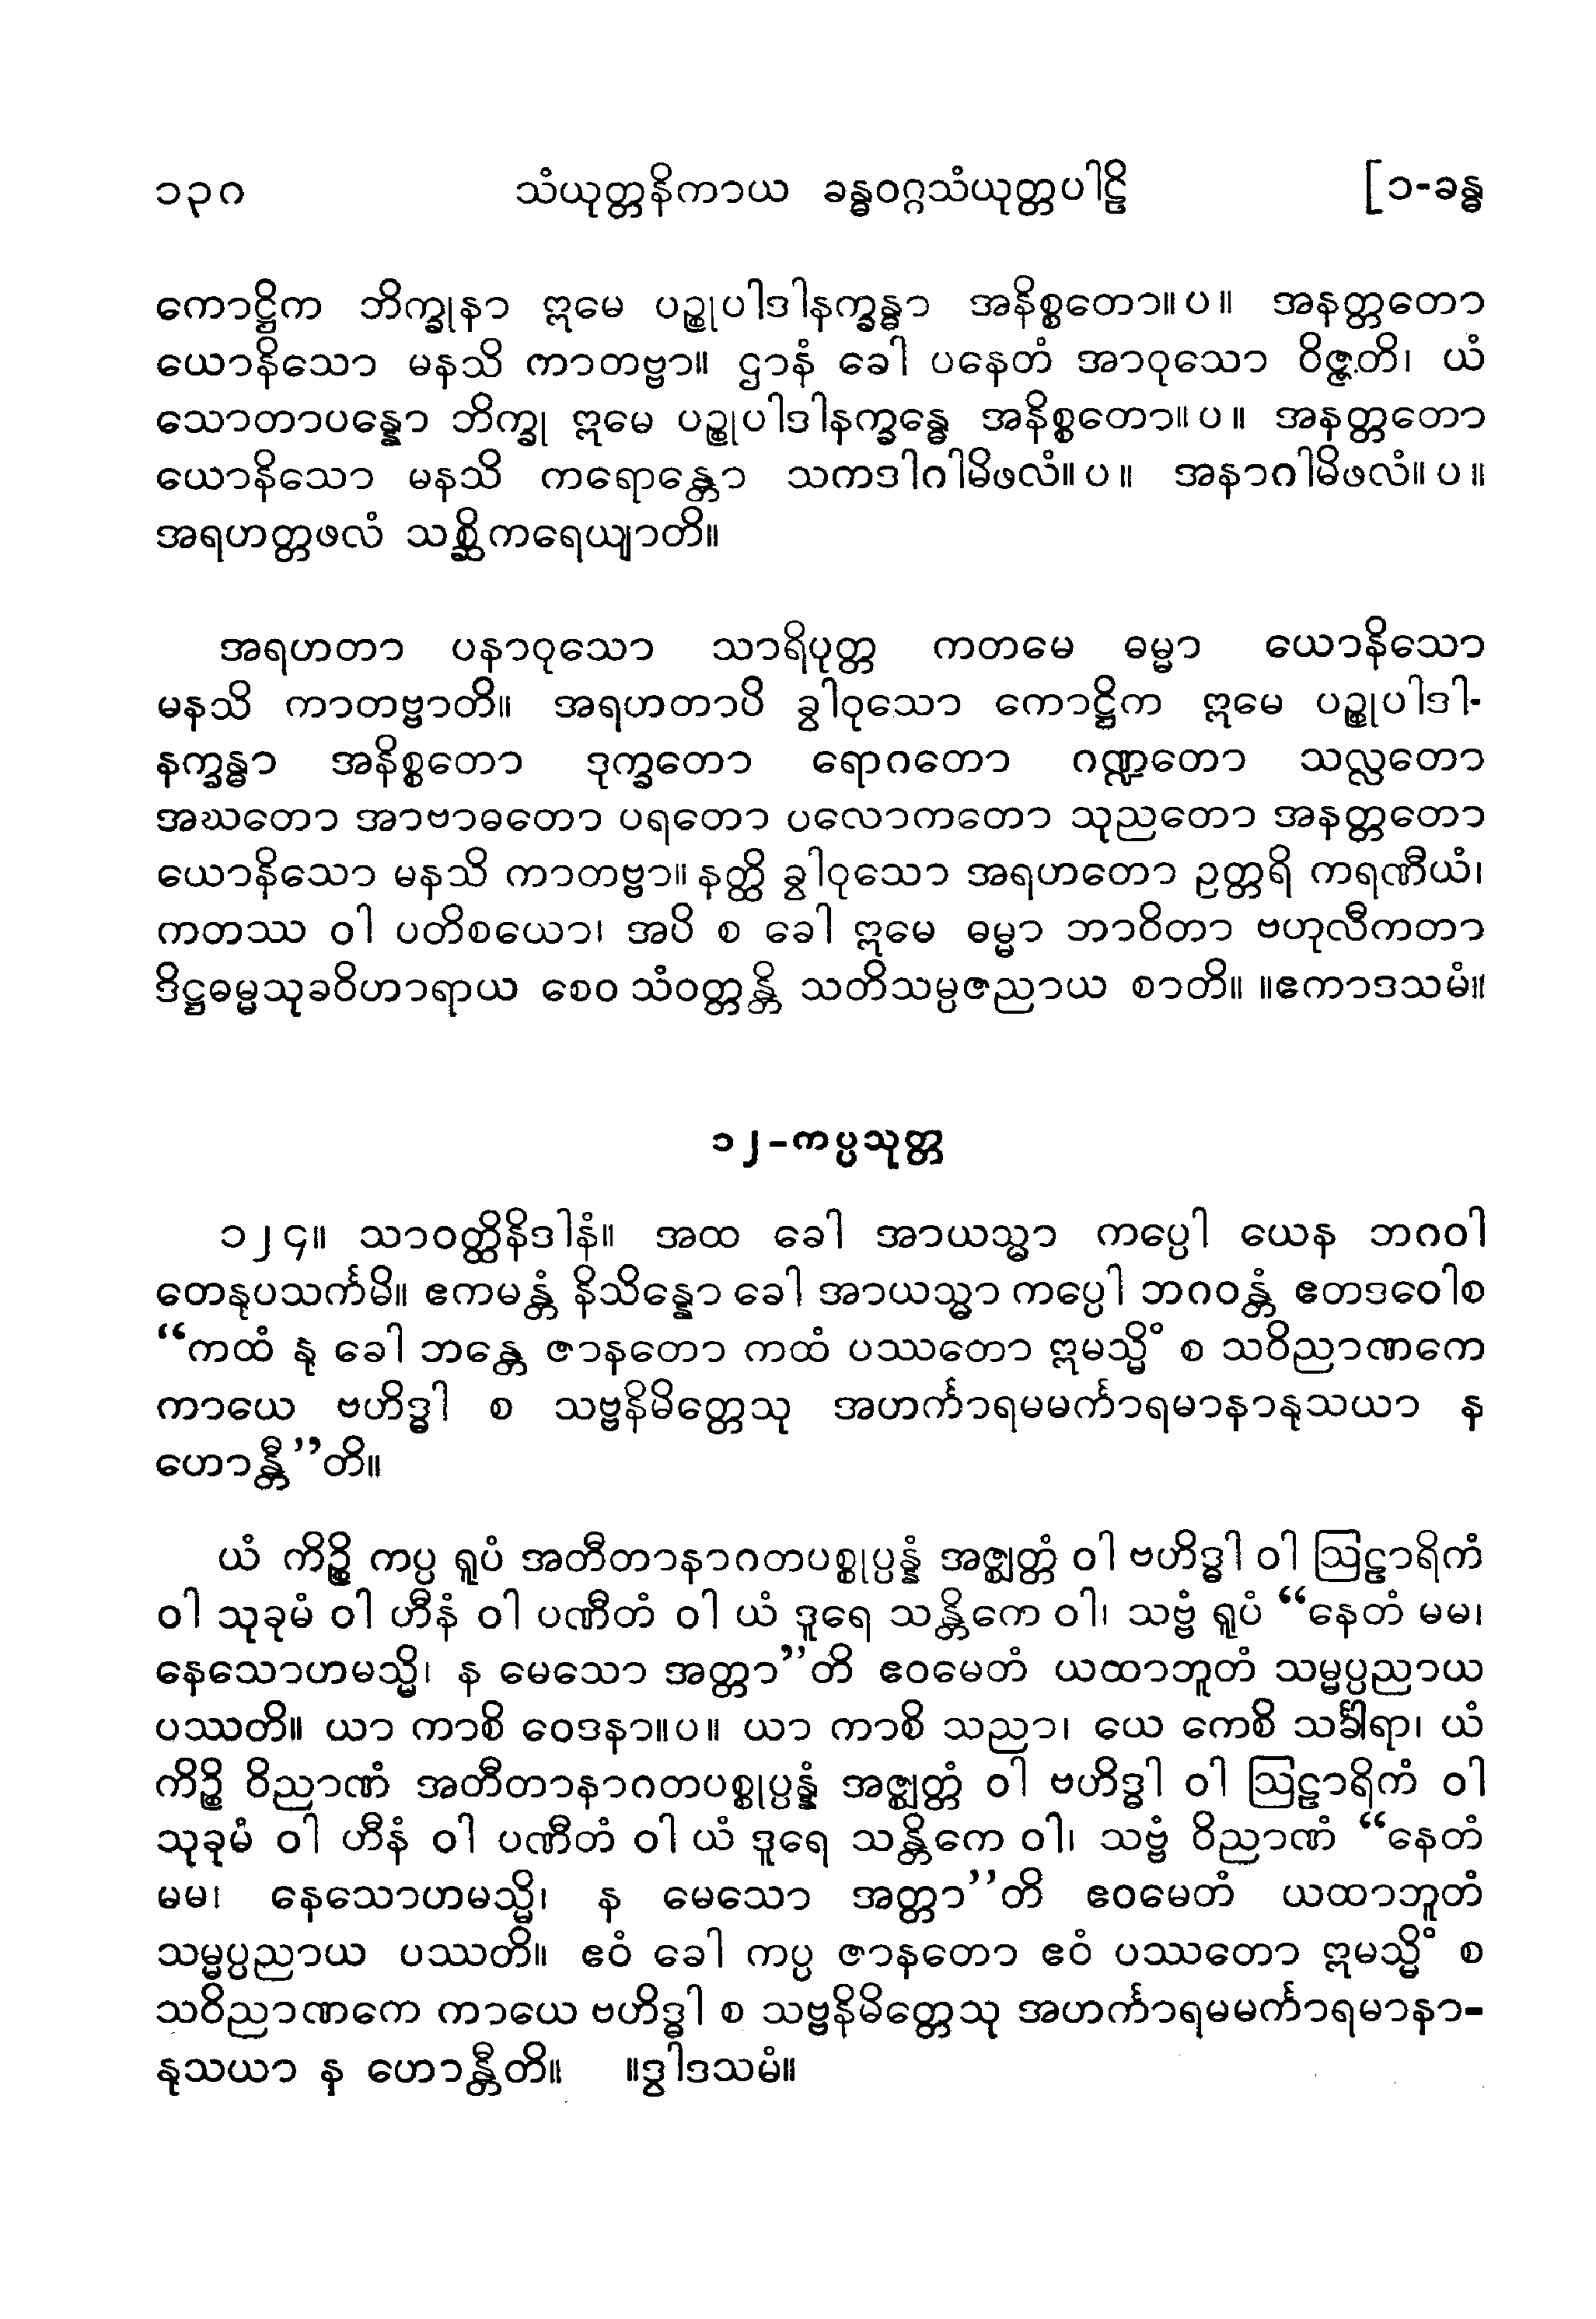 ၁၃၈ သံယုတ္တနိကာယ ခန္ဓဝဂ္ဂသံယုတ္တပါဠိ [၁-ခန္ဓ
ကောဋ္ဌိက ဘိက္ခုနာ ဣမေ ပဉ္စုပါဒါနက္ခန္ဓာ အနိစ္စတော။ပ။ အနတ္တတော
ယောနိသော မနသိ ကာတဗ္ဗာ။ ဌာနံ ခေါ ပနေတံ အာဝုသော ဝိဇ္ဇတိ၊ ယံ
သောတာပန္နော ဘိက္ခု ဣမေ ပဉ္စုပါဒါနက္ခန္ဓေ အနိစ္စတော။ပ။ အနတ္တတော
ယောနိသော မနသိ ကရောန္တော သကဒါဂါမိဖလံ။ပ။ အနာဂါမိဖလံ။ပ။
အရဟတ္တဖလံ သစ္ဆိကရေယျာတိ။
အရဟတာ ပနာဝုသော သာရိပုတ္တ ကတမေ ဓမ္မာ ယောနိသော
မနသိ ကာတဗ္ဗာတိ။ အရဟတာပိ ခွါဝုသော ကောဋ္ဌိက ဣမေ ပဉ္စုပါဒါ-
နက္ခန္ဓာ အနိစ္စတော ဒုက္ခတော ရောဂတော ဂဏ္ဍတော သလ္လတော
အဃတော အာဗာဓတော ပရတော ပလောကတော သုညတော အနတ္တတော
ယောနိသော မနသိ ကာတဗ္ဗာ။ နတ္ထိ ခွါဝုသော အရဟတော ဥတ္တရိ ကရဏီယံ၊
ကတဿ ဝါ ပတိစယော၊ အပိ စ ခေါ ဣမေ ဓမ္မာ ဘာဝိတာ ဗဟုလီကတာ
ဒိဋ္ဌဓမ္မသုခဝိဟာရာယ စေဝ သံဝတ္တန္တိ သတိသမ္ပဇညာယ စာတိ။ ။ဧကာဒသမံ။
၁၂-ကပ္ပသုတ္တ
၁၂၄။ သာဝတ္ထိနိဒါနံ။ အထ ခေါ အာယသ္မာ ကပ္ပေါ ယေန ဘဂဝါ
တေနုပသင်္ကမိ။ ဧကမန္တံ နိသိန္နော ခေါ အာယသ္မာ ကပ္ပေါ ဘဂဝန္တံ ဧတဒဝေါစ
“ကထံ နု ခေါ ဘန္တေ ဇာနတော ကထံ ပဿတော ဣမသ္မိံ စ သဝိညာဏကေ
ကာယေ ဗဟိဒ္ဓါ စ သဗ္ဗနိမိတ္တေသု အဟင်္ကာရမမင်္ကာရမာနာနုသယာ န
ဟောန္တီ”တိ။
ယံ ကိဉ္စိ ကပ္ပ ရူပံ အတီတာနာဂတပစ္စုပ္ပန္နံ အဇ္ဈတ္တံ ဝါ ဗဟိဒ္ဓါ ဝါ ဩဠာရိကံ
ဝါ သုခုမံ ဝါ ဟီနံ ဝါ ပဏီတံ ဝါ ယံ ဒူရေ သန္တိကေ ဝါ၊ သဗ္ဗံ ရူပံ “နေတံ မမ၊
နေသောဟမသ္မိ၊ န မေသော အတ္တာ”တိ ဧဝမေတံ ယထာဘူတံ သမ္မပ္ပညာယ
ပဿတိ။ ယာ ကာစိ ဝေဒနာ။ပ။ ယာ ကာစိ သညာ၊ ယေ ကေစိ သင်္ခါရာ၊ ယံ
ကိဉ္စိ ဝိညာဏံ အတီတာနာဂတပစ္စုပ္ပန္နံ အဇ္ဈတ္တံ ဝါ ဗဟိဒ္ဓါ ဝါ ဩဠာရိကံ ဝါ
သုခုမံ ဝါ ဟီနံ ဝါ ပဏီတံ ဝါ ယံ ဒူရေ သန္တိကေ ဝါ၊ သဗ္ဗံ ဝိညာဏံ “နေတံ
မမ၊ နေသောဟမသ္မိ၊ န မေသော အတ္တာ”တိ ဧဝမေတံ ယထာဘူတံ
သမ္မပ္ပညာယ ပဿတိ။ ဧဝံ ခေါ ကပ္ပ ဇာနတော ဧဝံ ပဿတော ဣမသ္မိံ စ
သဝိညာဏကေ ကာယေ ဗဟိဒ္ဓါ စ သဗ္ဗနိမိတ္တေသု အဟင်္ကာရမမင်္ကာရမာနာ-
နုသယာ န ဟောန္တီတိ။ ။ဒွါဒသမံ။